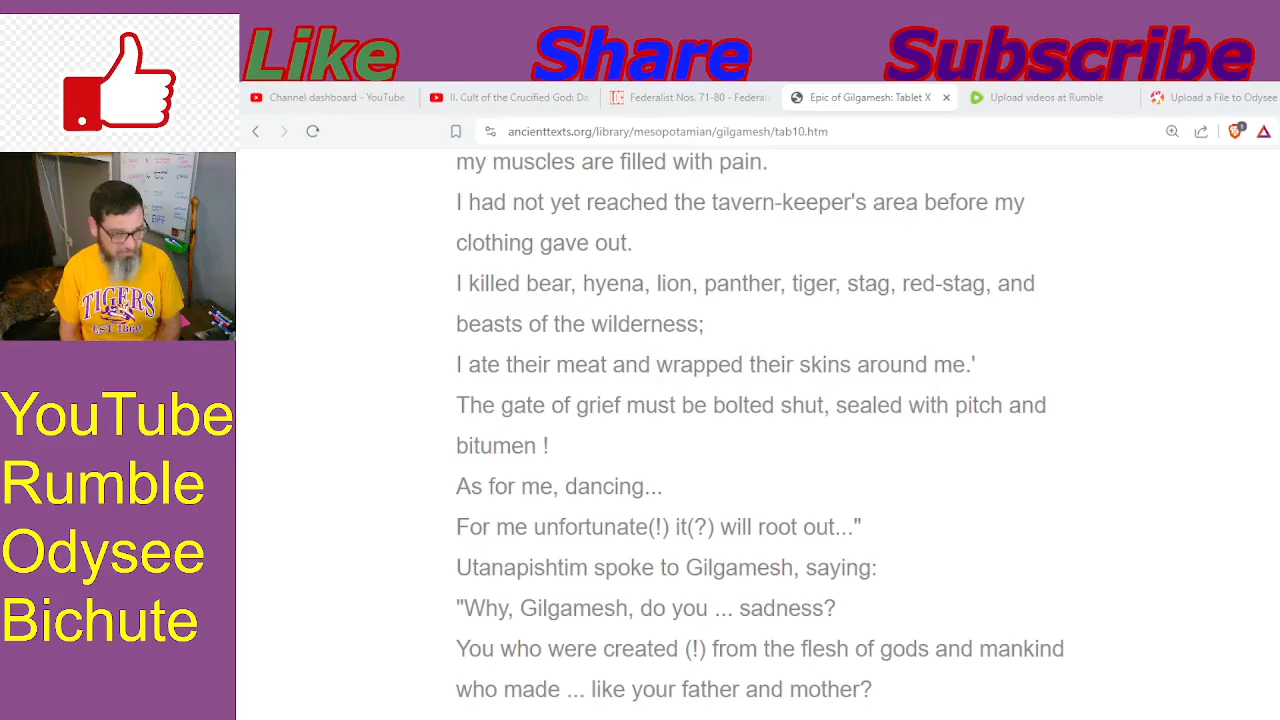 Like Share Subscribe
Channel dashboard - YouTube
II. Cult of the Crucified God: Da
Federalist Nos. 71-80 - Federal
Epic of Gilgamesh: Tablet X
Upload videos at Rumble
Upload a File to Odysee
ancienttexts.org/library/mesopotamian/gilgamesh/tab10.htm
1
my muscles are filled with pain.
I had not yet reached the tavern-keeper's area before my
clothing gave out.
I killed bear, hyena, lion, panther, tiger, stag, red-stag, and
beasts of the wilderness;
I ate their meat and wrapped their skins around me.'
The gate of grief must be bolted shut, sealed with pitch and
bitumen !
As for me, dancing...
For me unfortunate(!) it(?) will root out..."
Utanapishtim spoke to Gilgamesh, saying:
"Why, Gilgamesh, do you ... sadness?
You who were created (!) from the flesh of gods and mankind
who made ... like your father and mother?
TIGERS
EST 1860
YouTube
Rumble
Odysee
Bichute